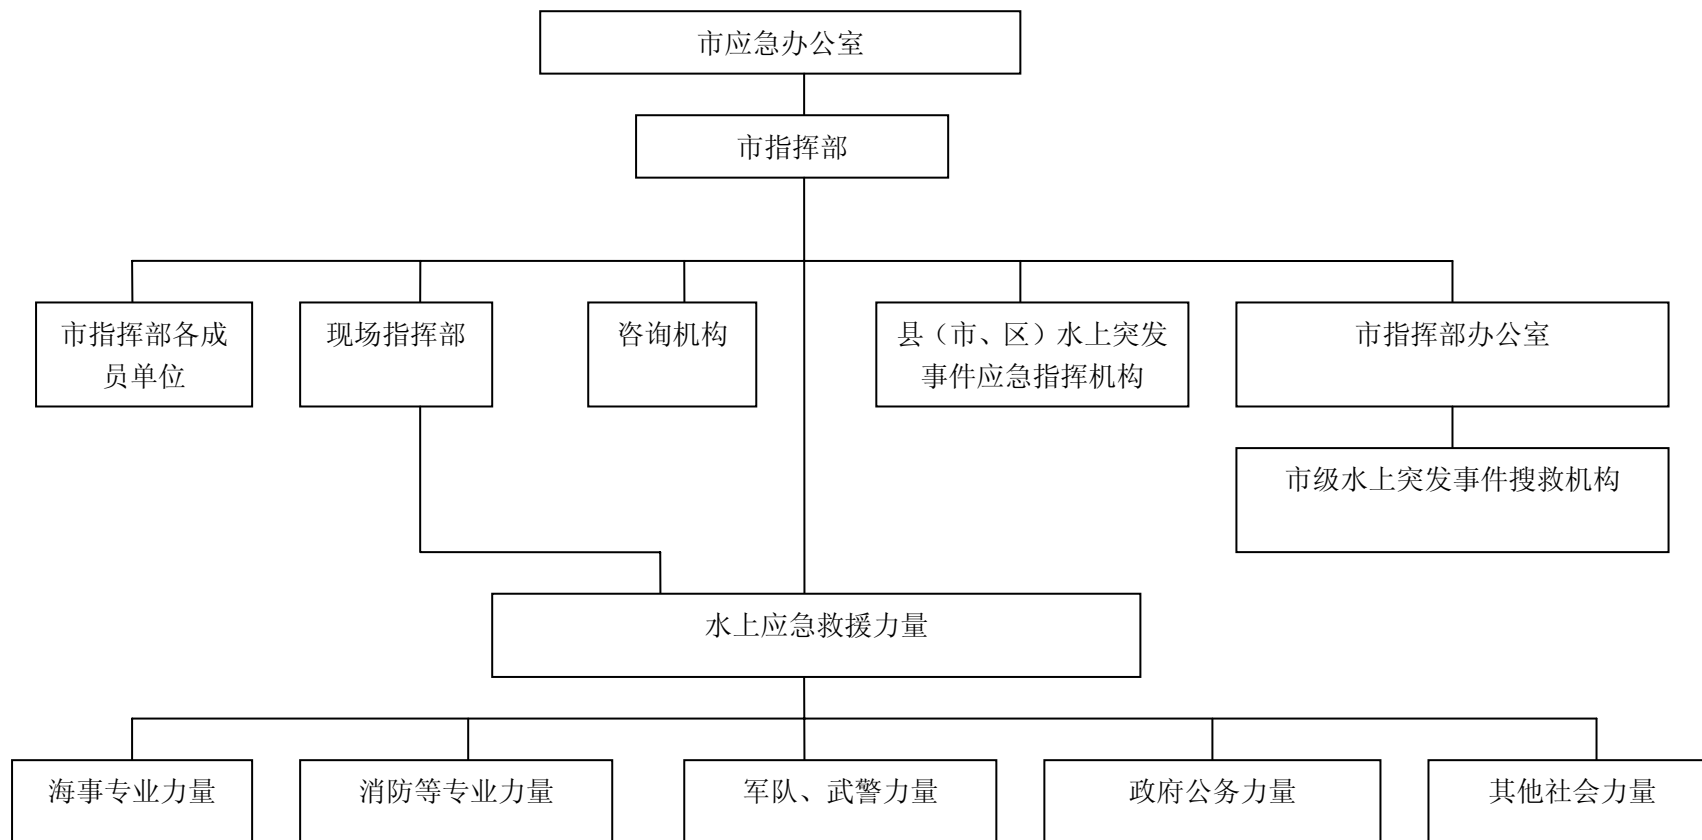 市应急办公室
市指挥部
市指挥部各成
员单位
现场指挥部
咨询机构
县（市、区）水上突发
事件应急指挥机构
市指挥部办公室
市级水上突发事件搜救机构
水上应急救援力量
海事专业力量
消防等专业力量
军队、武警力量
政府公务力量
其他社会力量